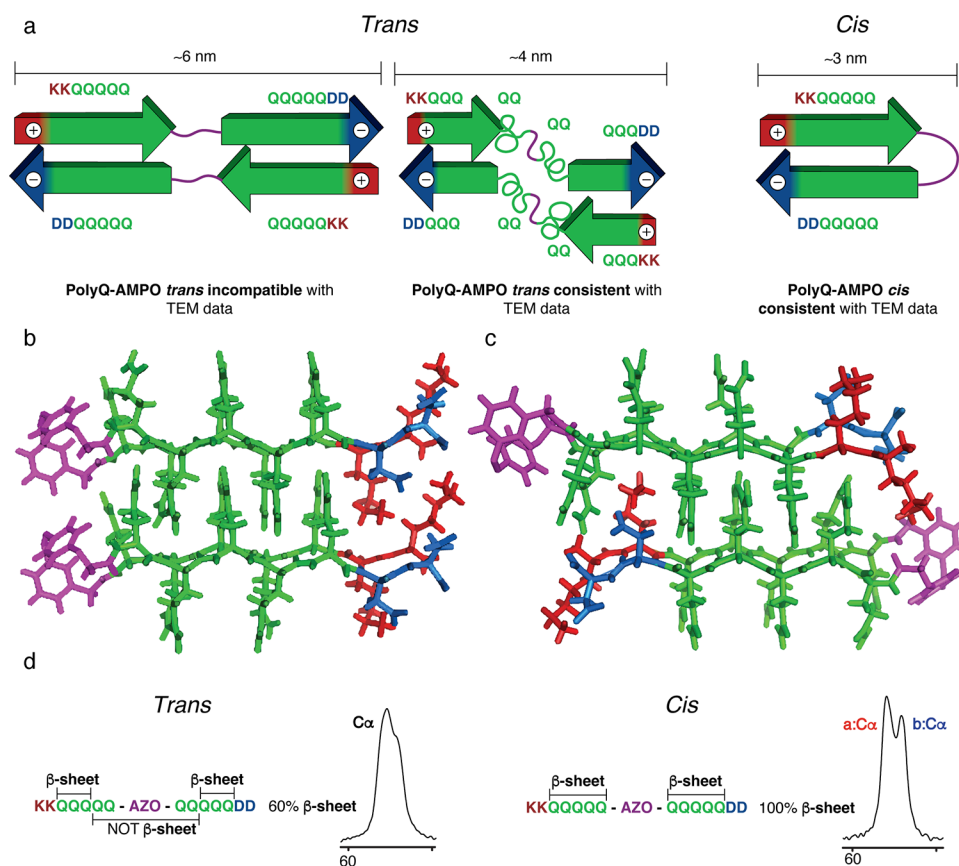 a
Trans
Cis
~6 nm
~4 nm
~3 nm
KKQQQQQ
QQQQQDD
KKQQQ
QQ
QQ
QQQDD
KKQQQQQ
+
−
+
−
+
−
+
−
+
−
DDQQQQQ
QQQQQKK
DDQQQ
QQ
QQ
QQQKK
DDQQQQQ
PolyQ-AMPO trans incompatible with
TEM data
PolyQ-AMPO trans consistent with
TEM data
PolyQ-AMPO cis
consistent with TEM data
b
c
d
Trans
Cα
β-sheet
β-sheet
KKQQQQQ - AZO - QQQQQDD
60% β-sheet
NOT β-sheet
60
Cis
a:Cα
b:Cα
β-sheet
β-sheet
KKQQQQQ - AZO - QQQQQDD
100% β-sheet
60